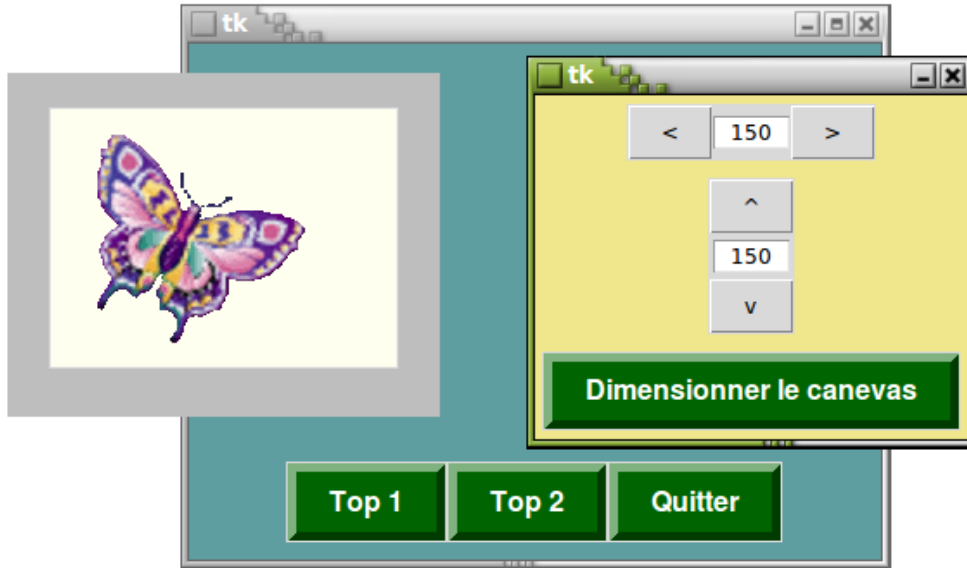 tk
tk
< 150 >
^
150
v
Dimensionner le canevas
Top 1 Top 2 Quitter